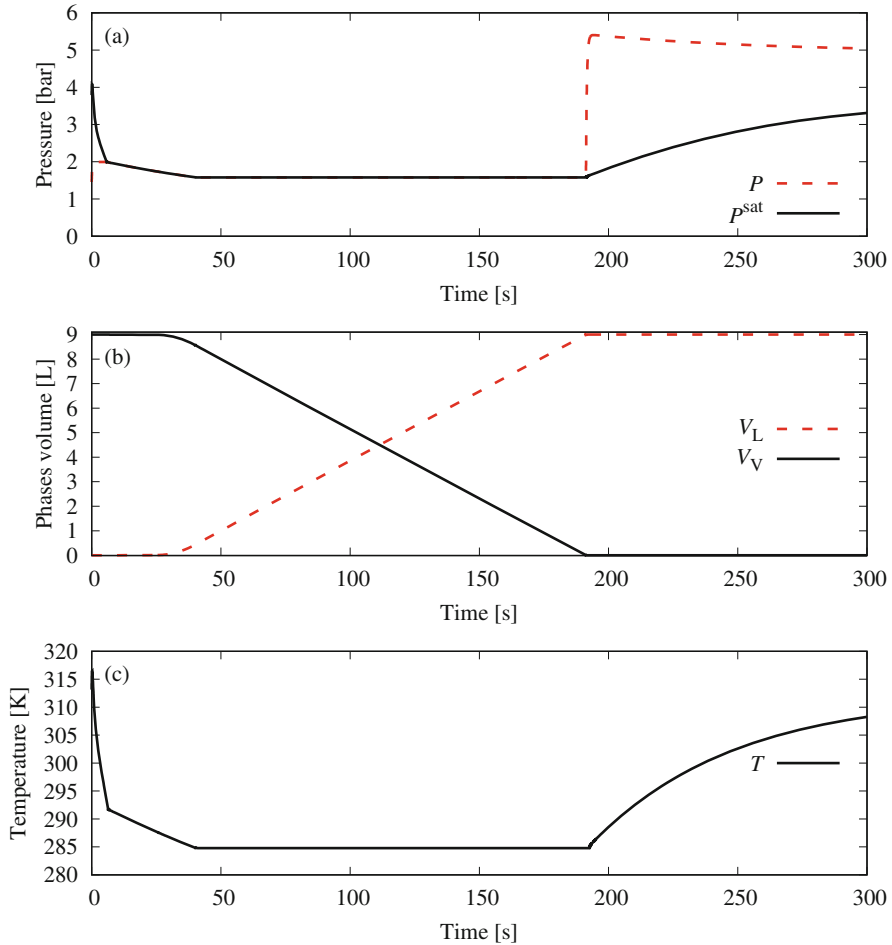 6
5
4
3
2
1
0
Pressure [bar]
(a)
P
P^sat
0 50 100 150 200 250 300
Time [s]
9
8
7
6
5
4
3
2
1
0
Phases volume [L]
(b)
V_L
V_V
0 50 100 150 200 250 300
Time [s]
320
315
310
305
300
295
290
285
280
Temperature [K]
(c)
T
0 50 100 150 200 250 300
Time [s]